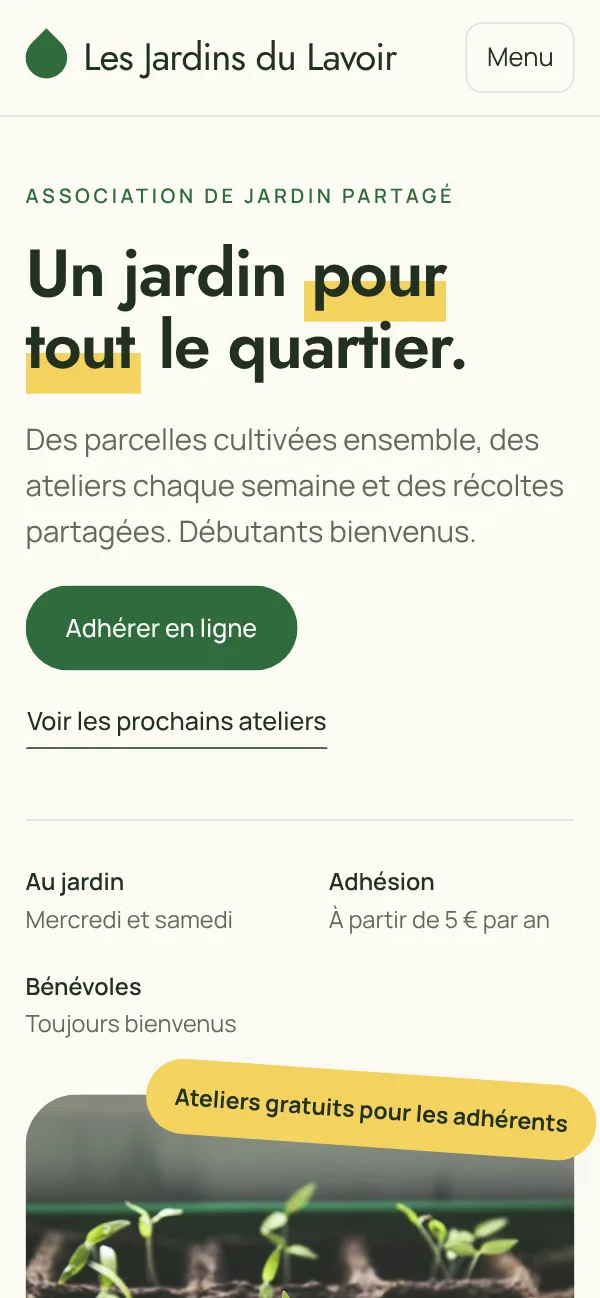 Les Jardins du Lavoir
Menu
ASSOCIATION DE JARDIN PARTAGÉ
Un jardin pour
tout le quartier.
Des parcelles cultivées ensemble, des
ateliers chaque semaine et des récoltes
partagées. Débutants bienvenus.
Adhérer en ligne
Voir les prochains ateliers
Au jardin
Mercredi et samedi
Adhésion
À partir de 5 € par an
Bénévoles
Toujours bienvenus
Ateliers gratuits pour les adhérents